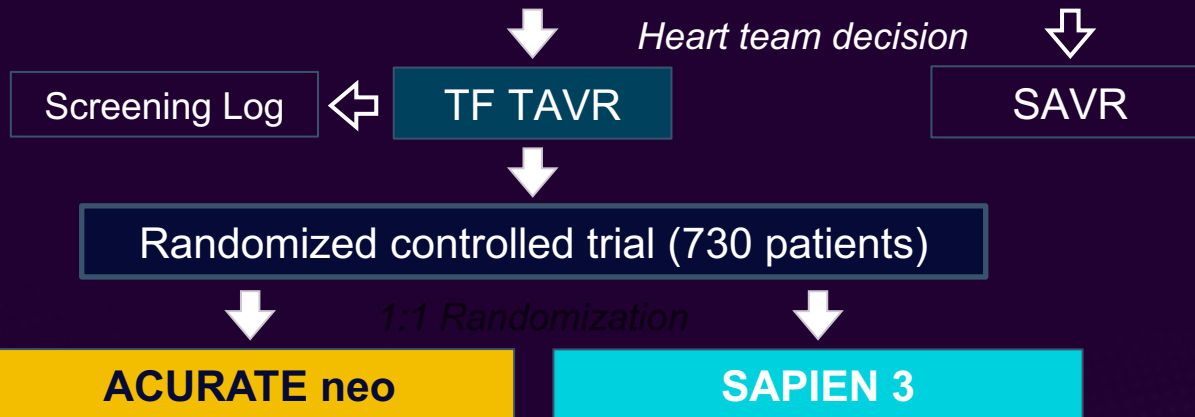 Heart team decision
Screening Log
TF TAVR
SAVR
Randomized controlled trial (730 patients)
1:1 Randomization
ACURATE neo
SAPIEN 3